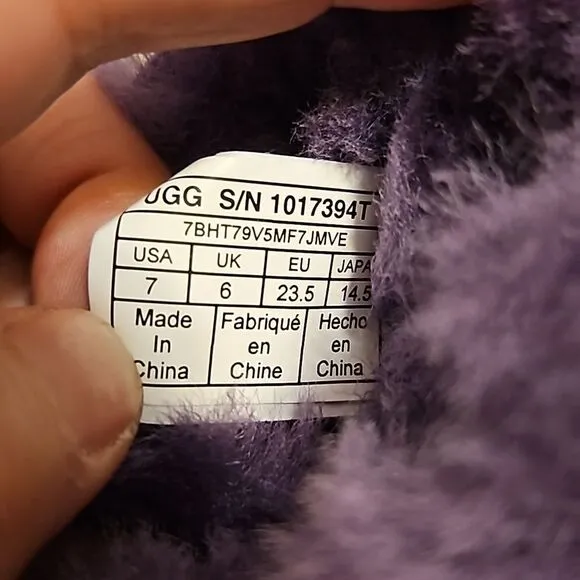 UGG S/N 1017394T
7BHT79V5MF7JMVE
USA UK EU JAPA
7 6 23.5 14.5
Made Fabriqué Hecho
In en en
China Chine China